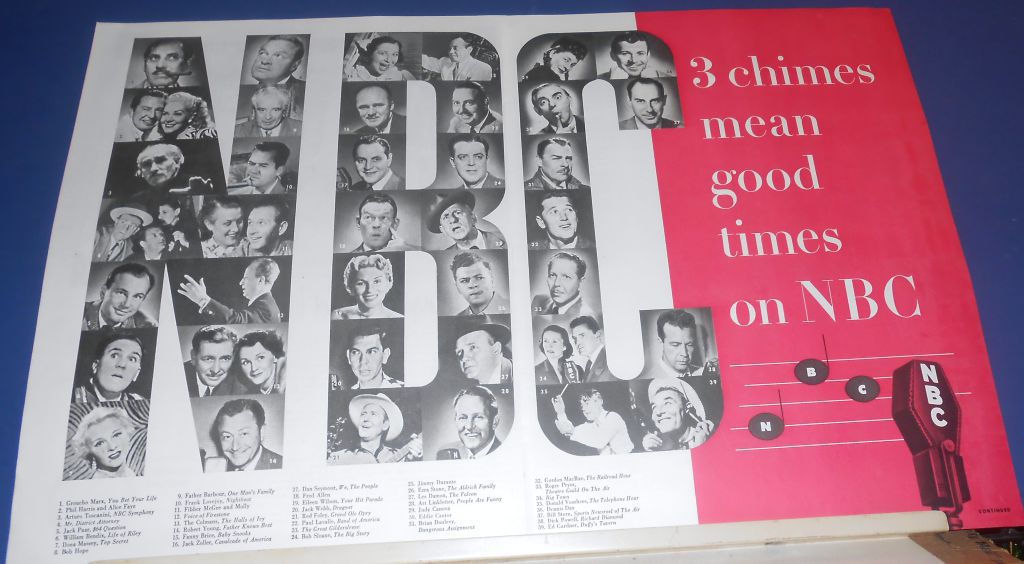 3 chimes
mean
good
times
on NBC
N
B
C
NBC
CONTINUED
1. Groucho Marx, You Bet Your Life
2. Phil Harris and Alice Faye
3. Arturo Toscanini, NBC Symphony
4. Mr. District Attorney
5. Jack Paar, $64 Question
6. William Bendix, Life of Riley
7. Ilona Massey, Top Secret
8. Bob Hope
9. Father Barbour, One Man's Family
10. Frank Lovejoy, Nightbeat
11. Fibber McGee and Molly
12. Voice of Firestone
13. The Colmans, The Halls of Ivy
14. Robert Young, Father Knows Best
15. Fanny Brice, Baby Snooks
16. Jack Zoller, Cavalcade of America
17. Dan Seymour, We, The People
18. Fred Allen
19. Eileen Wilson, Your Hit Parade
20. Jack Webb, Dragnet
21. Red Foley, Grand Ole Opry
22. Paul Lavalle, Band of America
23. The Great Gildersleeve
24. Bob Sloane, The Big Story
25. Jimmy Durante
26. Ezra Stone, The Aldrich Family
27. Les Damon, The Falcon
28. Art Linkletter, People Are Funny
29. Judy Canova
30. Eddie Cantor
31. Brian Donlevy,
Dangerous Assignment
32. Gordon MacRae, The Railroad Hour
33. Roger Pryor,
Theatre Guild On The Air
34. Big Town
35. Donald Voorhees, The Telephone Hour
36. Dennis Day
37. Bill Stern, Sports Newsreel of The Air
38. Dick Powell, Richard Diamond
39. Ed Gardner, Duffy's Tavern